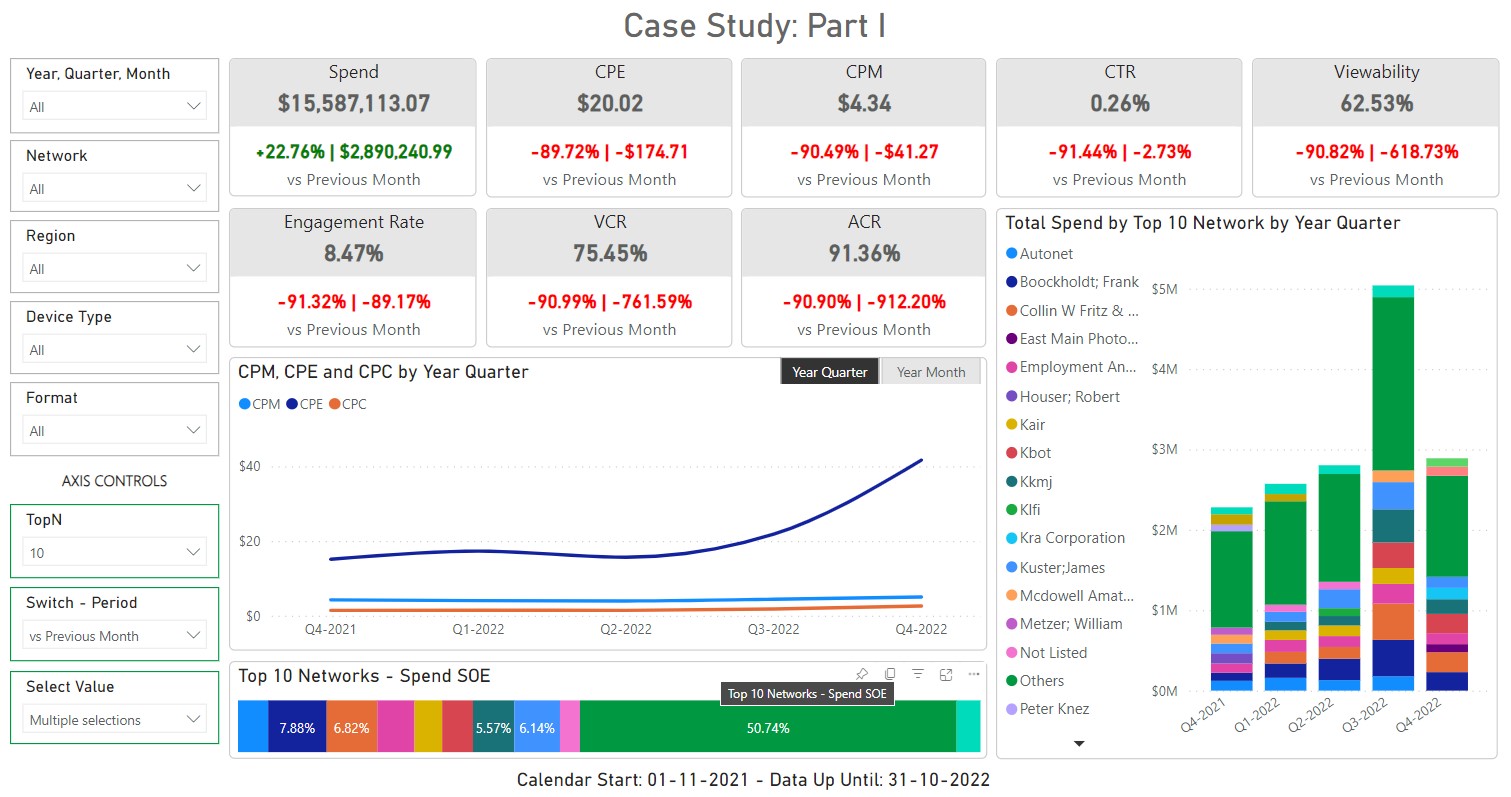 Case Study: Part I
Year, Quarter, Month
All
Network
All
Region
All
Device Type
All
Format
All
AXIS CONTROLS
TopN
10
Switch - Period
vs Previous Month
Select Value
Multiple selections
Spend
$15,587,113.07
+22.76% | $2,890,240.99
vs Previous Month
CPE
$20.02
-89.72% | -$174.71
vs Previous Month
CPM
$4.34
-90.49% | -$41.27
vs Previous Month
CTR
0.26%
-91.44% | -2.73%
vs Previous Month
Viewability
62.53%
-90.82% | -618.73%
vs Previous Month
Engagement Rate
8.47%
-91.32% | -89.17%
vs Previous Month
VCR
75.45%
-90.99% | -761.59%
vs Previous Month
ACR
91.36%
-90.90% | -912.20%
vs Previous Month
CPM, CPE and CPC by Year Quarter
Year Quarter
Year Month
CPM CPE CPC
$40
$20
$0
Q4-2021 Q1-2022 Q2-2022 Q3-2022 Q4-2022
Top 10 Networks - Spend SOE
Top 10 Networks - Spend SOE
7.88% 6.82% 5.57% 6.14% 50.74%
Total Spend by Top 10 Network by Year Quarter
Autonet
Boockholdt; Frank
Collin W Fritz & ...
East Main Photo...
Employment An...
Houser; Robert
Kair
Kbot
Kkmj
Klfi
Kra Corporation
Kuster;James
Mcdowell Amat...
Metzer; William
Not Listed
Others
Peter Knez
$5M
$4M
$3M
$2M
$1M
$0M
Q4-2021 Q1-2022 Q2-2022 Q3-2022 Q4-2022
Calendar Start: 01-11-2021 - Data Up Until: 31-10-2022